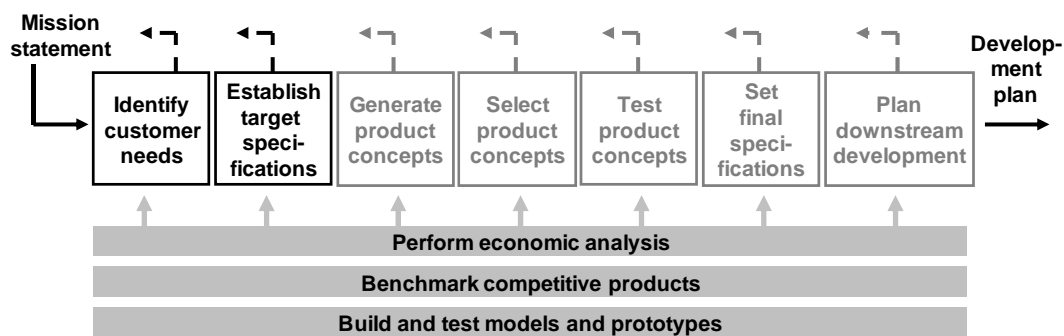 Mission
statement
Identify
customer
needs
Establish
target
speci-
fications
Generate
product
concepts
Select
product
concepts
Test
product
concepts
Set
final
speci-
fications
Plan
downstream
development
Develop-
ment
plan
Perform economic analysis
Benchmark competitive products
Build and test models and prototypes